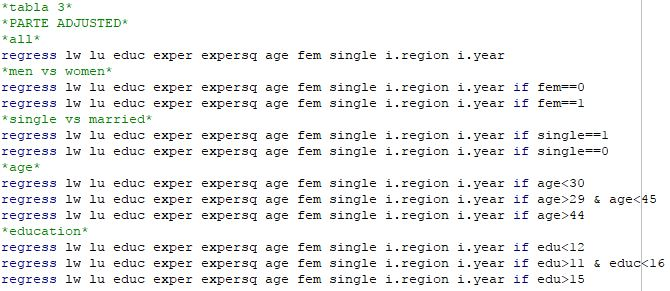 *tabla 3*
*PARTE ADJUSTED*
*all*
regress lw lu educ exper expersq age fem single i.region i.year
*men vs women*
regress lw lu educ exper expersq age fem single i.region i.year if fem==0
regress lw lu educ exper expersq age fem single i.region i.year if fem==1
*single vs married*
regress lw lu educ exper expersq age fem single i.region i.year if single==1
regress lw lu educ exper expersq age fem single i.region i.year if single==0
*age*
regress lw lu educ exper expersq age fem single i.region i.year if age<30
regress lw lu educ exper expersq age fem single i.region i.year if age>29 & age<45
regress lw lu educ exper expersq age fem single i.region i.year if age>44
*education*
regress lw lu educ exper expersq age fem single i.region i.year if edu<12
regress lw lu educ exper expersq age fem single i.region i.year if edu>11 & educ<16
regress lw lu educ exper expersq age fem single i.region i.year if edu>15